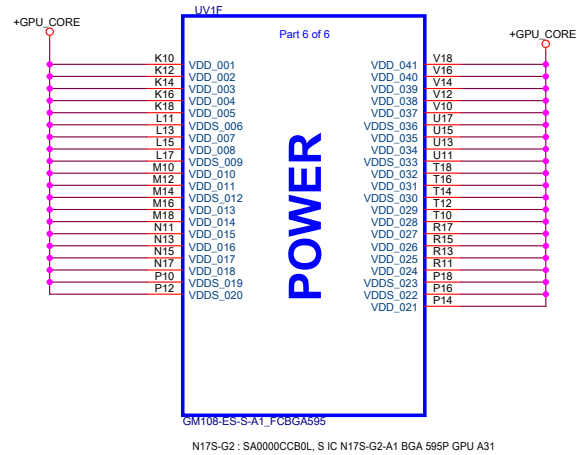 UV1F
+GPU_CORE
Part 6 of 6
+GPU_CORE
K10 VDD_001 VDD_041 V18
K12 VDD_002 VDD_040 V16
K14 VDD_003 VDD_039 V14
K16 VDD_004 VDD_038 V12
K18 VDD_005 VDD_037 V10
L11 VDDS_006 VDDS_036 U17
L13 VDD_007 VDD_035 U15
L15 VDD_008 VDD_034 U13
L17 VDDS_009 VDDS_033 U11
M10 VDD_010 VDD_032 T18
M12 VDD_011 VDD_031 T16
M14 VDDS_012 VDDS_030 T14
M16 VDD_013 VDD_029 T12
M18 VDD_014 VDD_028 T10
N11 VDD_015 VDD_027 R17
N13 VDD_016 VDD_026 R15
N15 VDD_017 VDD_025 R13
N17 VDD_018 VDD_024 R11
P10 VDDS_019 VDDS_023 P18
P12 VDDS_020 VDDS_022 P16
VDD_021 P14
POWER
GM108-ES-S-A1_FCBGA595
N17S-G2 : SA0000CCB0L, S IC N17S-G2-A1 BGA 595P GPU A31